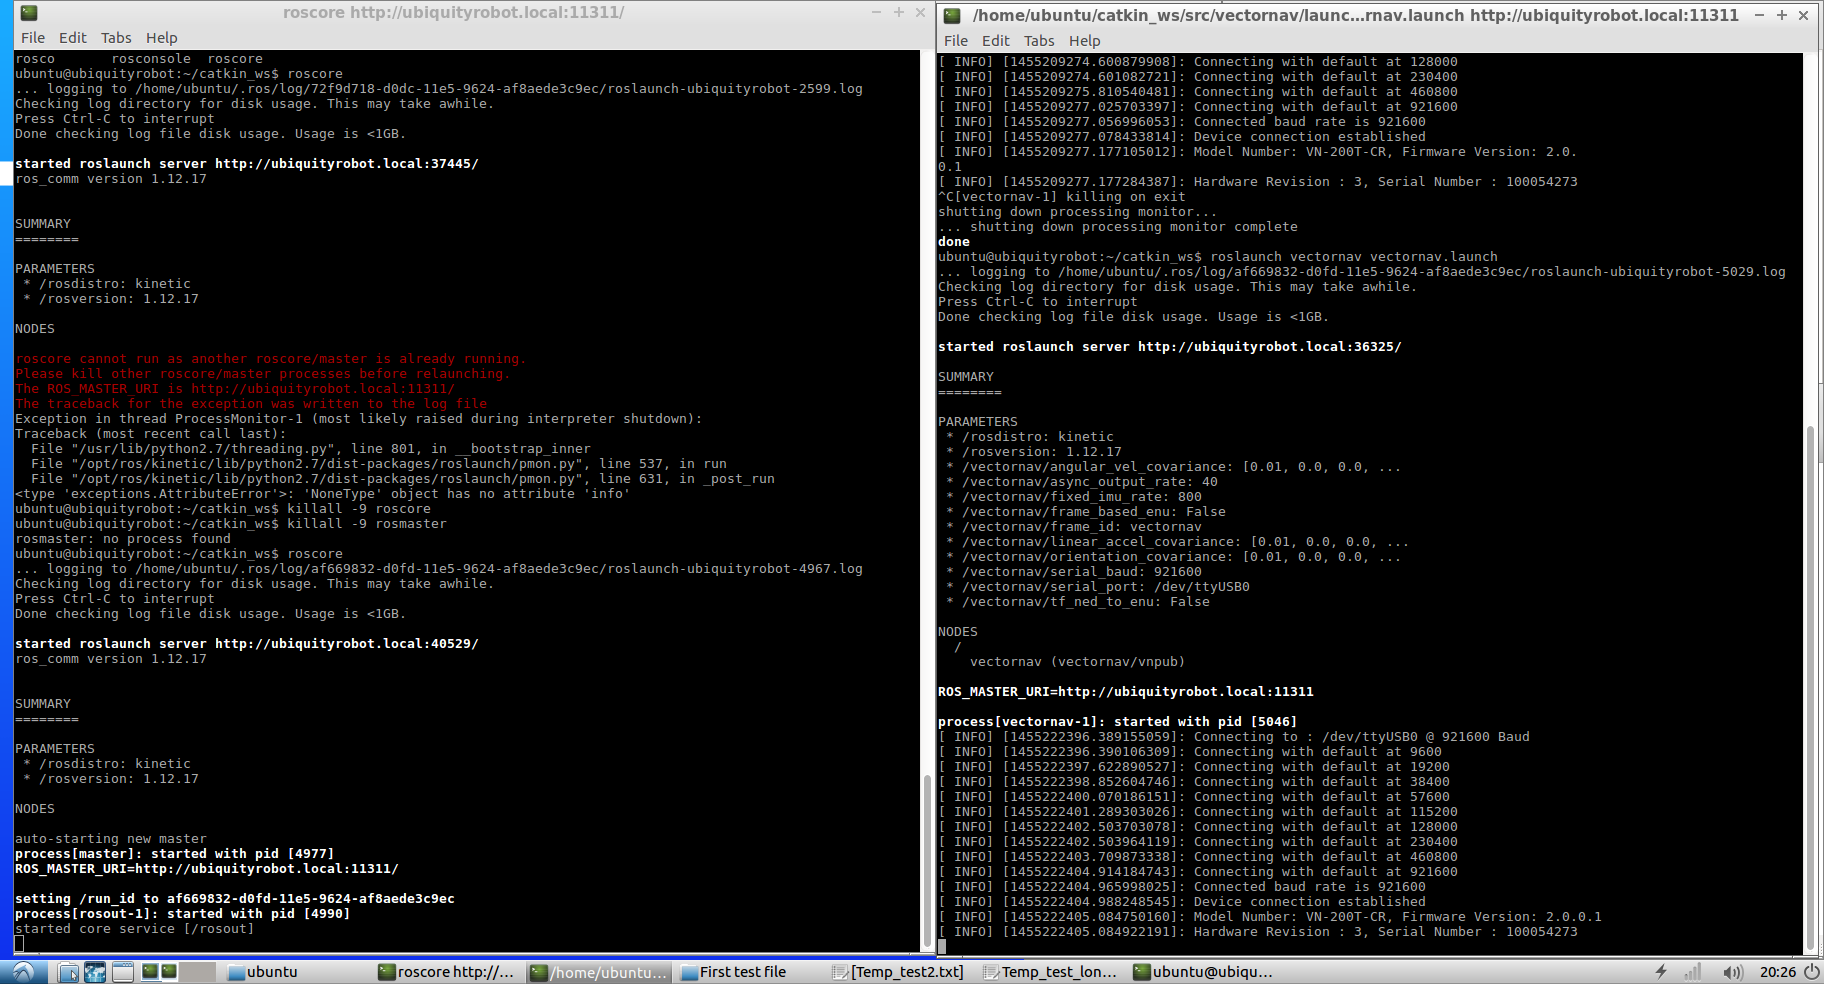 roscore http://ubiquityrobot.local:11311/
File Edit Tabs Help
rosco       rosconsole  roscore
ubuntu@ubiquityrobot:~/catkin_ws$ roscore
... logging to /home/ubuntu/.ros/log/72f9d718-d0dc-11e5-9624-af8aede3c9ec/roslaunch-ubiquityrobot-2599.log
Checking log directory for disk usage. This may take awhile.
Press Ctrl-C to interrupt
Done checking log file disk usage. Usage is <1GB.
started roslaunch server http://ubiquityrobot.local:37445/
ros_comm version 1.12.17
SUMMARY
========
PARAMETERS
 * /rosdistro: kinetic
 * /rosversion: 1.12.17
NODES
roscore cannot run as another roscore/master is already running.
Please kill other roscore/master processes before relaunching.
The ROS_MASTER_URI is http://ubiquityrobot.local:11311/
The traceback for the exception was written to the log file
Exception in thread ProcessMonitor-1 (most likely raised during interpreter shutdown):
Traceback (most recent call last):
  File "/usr/lib/python2.7/threading.py", line 801, in __bootstrap_inner
  File "/opt/ros/kinetic/lib/python2.7/dist-packages/roslaunch/pmon.py", line 537, in run
  File "/opt/ros/kinetic/lib/python2.7/dist-packages/roslaunch/pmon.py", line 631, in _post_run
<type 'exceptions.AttributeError'>: 'NoneType' object has no attribute 'info'
ubuntu@ubiquityrobot:~/catkin_ws$ killall -9 roscore
ubuntu@ubiquityrobot:~/catkin_ws$ killall -9 rosmaster
rosmaster: no process found
ubuntu@ubiquityrobot:~/catkin_ws$ roscore
... logging to /home/ubuntu/.ros/log/af669832-d0fd-11e5-9624-af8aede3c9ec/roslaunch-ubiquityrobot-4967.log
Checking log directory for disk usage. This may take awhile.
Press Ctrl-C to interrupt
Done checking log file disk usage. Usage is <1GB.
started roslaunch server http://ubiquityrobot.local:40529/
ros_comm version 1.12.17
SUMMARY
========
PARAMETERS
 * /rosdistro: kinetic
 * /rosversion: 1.12.17
NODES
auto-starting new master
process[master]: started with pid [4977]
ROS_MASTER_URI=http://ubiquityrobot.local:11311/
setting /run_id to af669832-d0fd-11e5-9624-af8aede3c9ec
process[rosout-1]: started with pid [4990]
started core service [/rosout]
/home/ubuntu/catkin_ws/src/vectornav/launc...rnav.launch http://ubiquityrobot.local:11311
File Edit Tabs Help
[ INFO] [1455209274.600879908]: Connecting with default at 128000
[ INFO] [1455209274.601082721]: Connecting with default at 230400
[ INFO] [1455209275.810540481]: Connecting with default at 460800
[ INFO] [1455209277.025703397]: Connecting with default at 921600
[ INFO] [1455209277.056996053]: Connected baud rate is 921600
[ INFO] [1455209277.078433814]: Device connection established
[ INFO] [1455209277.177105012]: Model Number: VN-200T-CR, Firmware Version: 2.0.
0.1
[ INFO] [1455209277.177284387]: Hardware Revision : 3, Serial Number : 100054273
^C[vectornav-1] killing on exit
shutting down processing monitor...
... shutting down processing monitor complete
done
ubuntu@ubiquityrobot:~/catkin_ws$ roslaunch vectornav vectornav.launch
... logging to /home/ubuntu/.ros/log/af669832-d0fd-11e5-9624-af8aede3c9ec/roslaunch-ubiquityrobot-5029.log
Checking log directory for disk usage. This may take awhile.
Press Ctrl-C to interrupt
Done checking log file disk usage. Usage is <1GB.
started roslaunch server http://ubiquityrobot.local:36325/
SUMMARY
========
PARAMETERS
 * /rosdistro: kinetic
 * /rosversion: 1.12.17
 * /vectornav/angular_vel_covariance: [0.01, 0.0, 0.0, ...
 * /vectornav/async_output_rate: 40
 * /vectornav/fixed_imu_rate: 800
 * /vectornav/frame_based_enu: False
 * /vectornav/frame_id: vectornav
 * /vectornav/linear_accel_covariance: [0.01, 0.0, 0.0, ...
 * /vectornav/orientation_covariance: [0.01, 0.0, 0.0, ...
 * /vectornav/serial_baud: 921600
 * /vectornav/serial_port: /dev/ttyUSB0
 * /vectornav/tf_ned_to_enu: False
NODES
  /
    vectornav (vectornav/vnpub)
ROS_MASTER_URI=http://ubiquityrobot.local:11311
process[vectornav-1]: started with pid [5046]
[ INFO] [1455222396.389155059]: Connecting to : /dev/ttyUSB0 @ 921600 Baud
[ INFO] [1455222396.390106309]: Connecting with default at 9600
[ INFO] [1455222397.622890527]: Connecting with default at 19200
[ INFO] [1455222398.852604746]: Connecting with default at 38400
[ INFO] [1455222400.070186151]: Connecting with default at 57600
[ INFO] [1455222401.289303026]: Connecting with default at 115200
[ INFO] [1455222402.503703078]: Connecting with default at 128000
[ INFO] [1455222402.503964119]: Connecting with default at 230400
[ INFO] [1455222403.709873338]: Connecting with default at 460800
[ INFO] [1455222404.914184743]: Connecting with default at 921600
[ INFO] [1455222404.965998025]: Connected baud rate is 921600
[ INFO] [1455222404.988248545]: Device connection established
[ INFO] [1455222405.084750160]: Model Number: VN-200T-CR, Firmware Version: 2.0.0.1
[ INFO] [1455222405.084922191]: Hardware Revision : 3, Serial Number : 100054273
ubuntu roscore http://... /home/ubuntu... First test file [Temp_test2.txt] Temp_test_lon... ubuntu@ubiqu... 20:26